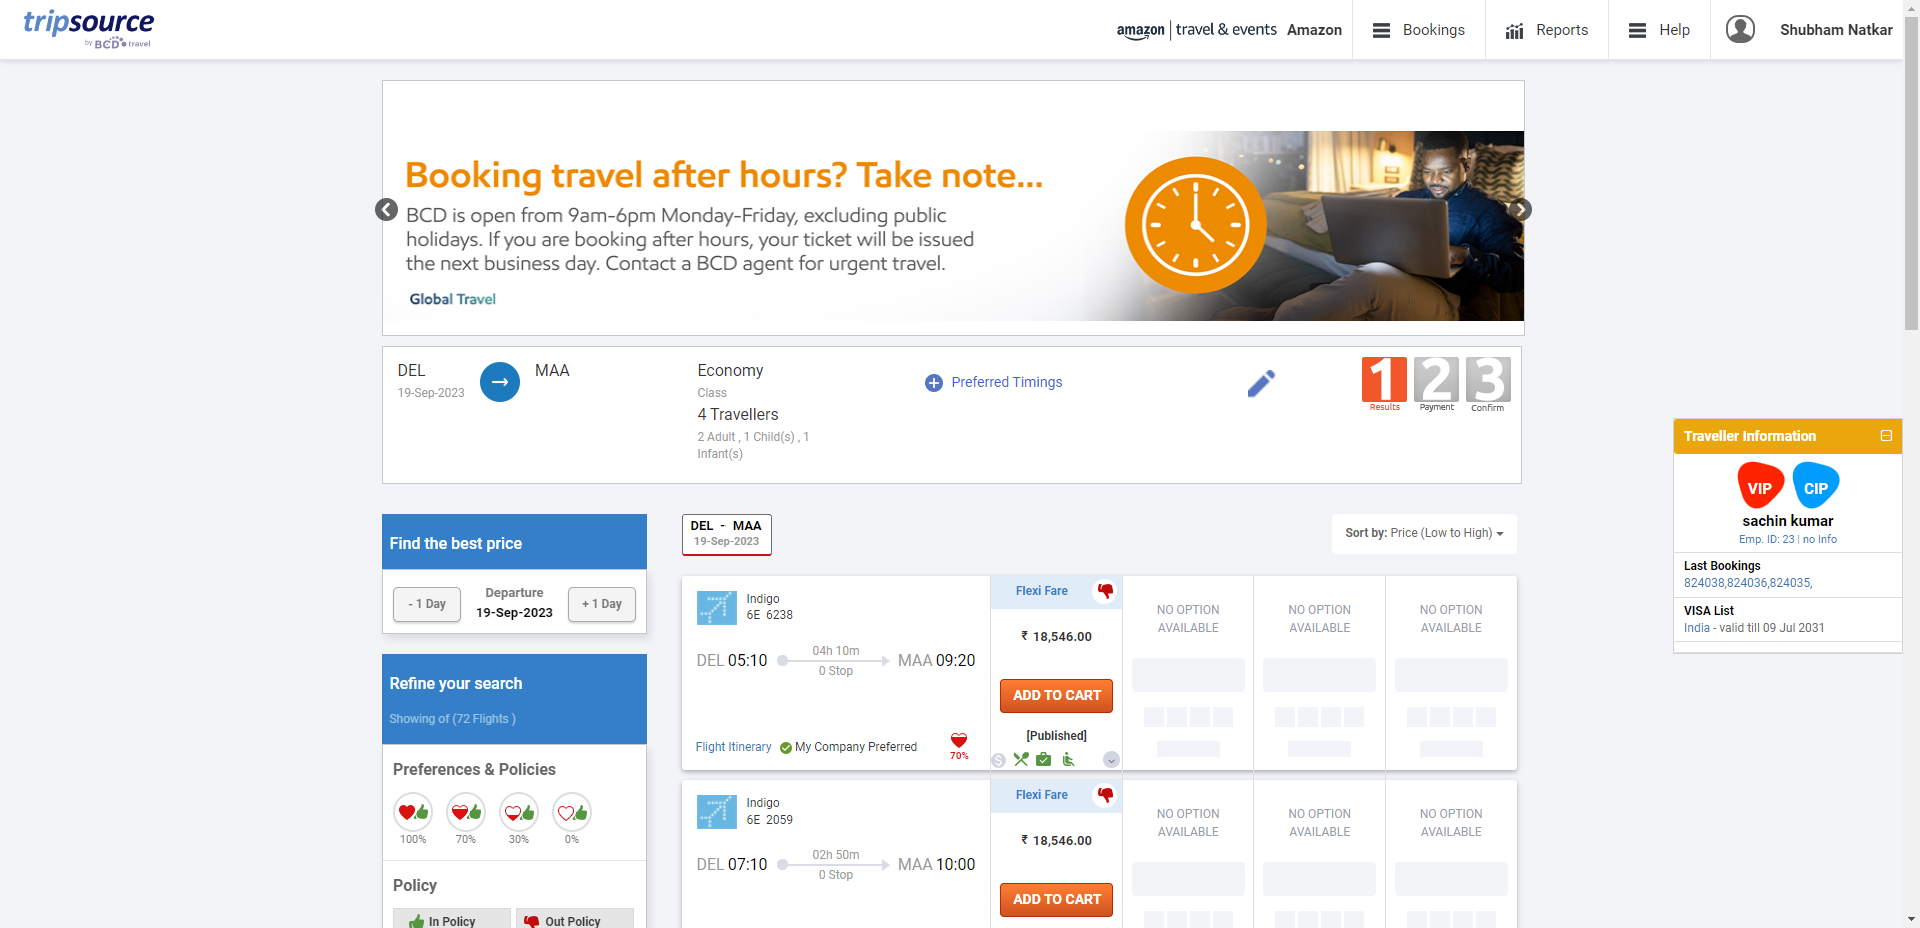 tripsource
by BCD travel
amazon | travel & events Amazon
Bookings
Reports
Help
Shubham Natkar
Booking travel after hours? Take note...
BCD is open from 9am-6pm Monday-Friday, excluding public
holidays. If you are booking after hours, your ticket will be issued
the next business day. Contact a BCD agent for urgent travel.
Global Travel
DEL
19-Sep-2023
MAA
Economy
Class
4 Travellers
2 Adult , 1 Child(s) , 1
Infant(s)
Preferred Timings
1
Results
2
Payment
3
Confirm
Traveller Information
VIP
CIP
sachin kumar
Emp. ID: 23 | no Info
Last Bookings
824038,824036,824035,
VISA List
India - valid till 09 Jul 2031
Find the best price
- 1 Day
Departure
19-Sep-2023
+ 1 Day
Refine your search
Showing of (72 Flights )
Preferences & Policies
100%
70%
30%
0%
Policy
In Policy
Out Policy
DEL - MAA
19-Sep-2023
Sort by: Price (Low to High)
Indigo
6E 6238
DEL 05:10
04h 10m
0 Stop
MAA 09:20
Flight Itinerary
My Company Preferred
70%
Flexi Fare
₹ 18,546.00
ADD TO CART
[Published]
NO OPTION
AVAILABLE
NO OPTION
AVAILABLE
NO OPTION
AVAILABLE
Indigo
6E 2059
DEL 07:10
02h 50m
0 Stop
MAA 10:00
Flexi Fare
₹ 18,546.00
ADD TO CART
NO OPTION
AVAILABLE
NO OPTION
AVAILABLE
NO OPTION
AVAILABLE